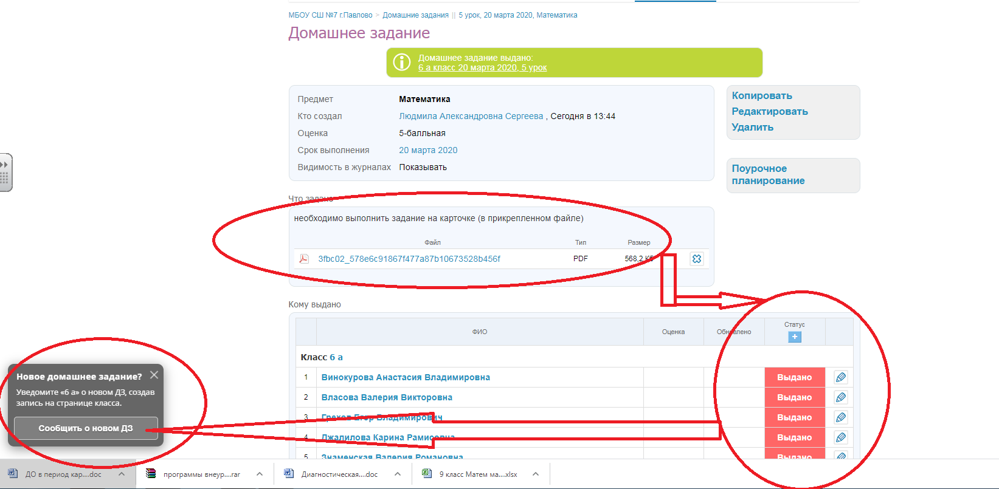 МБОУ СШ №7 г.Павлово > Домашние задания || 5 урок, 20 марта 2020, Математика
Домашнее задание
Домашнее задание выдано:
6 а класс 20 марта 2020, 5 урок
Предмет Математика
Кто создал Людмила Александровна Сергеева , Сегодня в 13:44
Оценка 5-балльная
Срок выполнения 20 марта 2020
Видимость в журналах Показывать
Копировать
Редактировать
Удалить
Поурочное
планирование
Что задано
необходимо выполнить задание на карточке (в прикрепленном файле)
Файл Тип Размер
3fbc02_578e6c91867f477a87b10673528b456f PDF 568,2 Кб
Кому выдано
ФИО Оценка Обновлено Статус
+
Класс 6 а
1 Винокурова Анастасия Владимировна Выдано
2 Власова Валерия Викторовна Выдано
3 Грехов Егор Владимирович Выдано
4 Джалилова Карина Рамисовна Выдано
5 Знаменская Валерия Романовна Выдано
Новое домашнее задание?
Уведомите «6 а» о новом ДЗ, создав
запись на странице класса.
Сообщить о новом ДЗ
ДО в период кар....doc
программы внеур....rar
Диагностическая....doc
9 класс Матем ма....xlsx